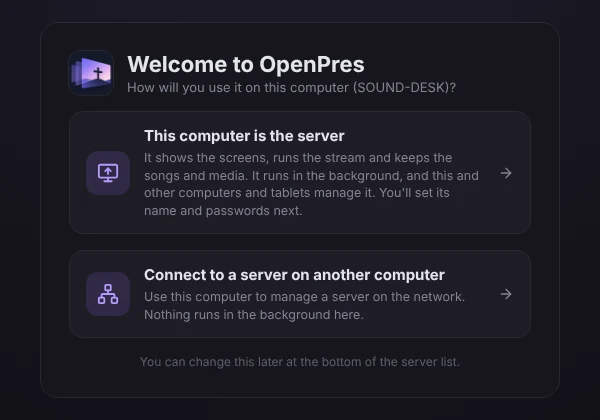 Welcome to OpenPres
How will you use it on this computer (SOUND-DESK)?
This computer is the server
It shows the screens, runs the stream and keeps the
songs and media. It runs in the background, and this and
other computers and tablets manage it. You'll set its
name and passwords next.
Connect to a server on another computer
Use this computer to manage a server on the network.
Nothing runs in the background here.
You can change this later at the bottom of the server list.